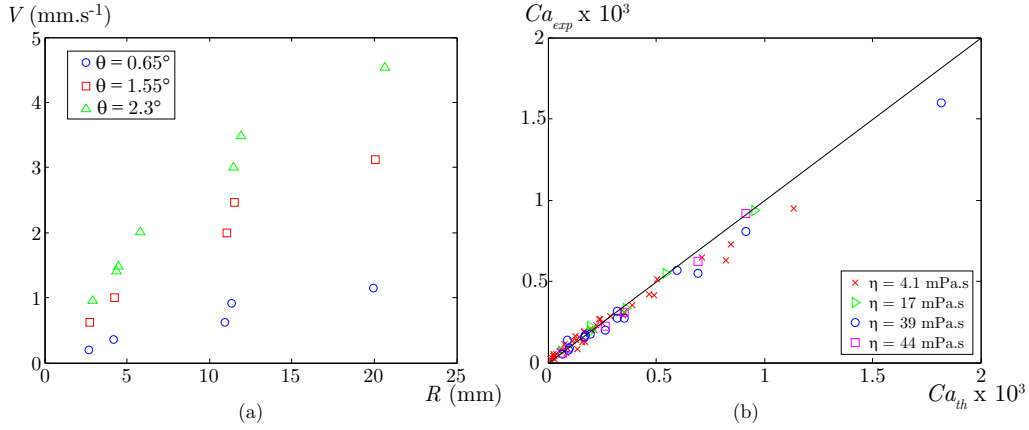 V (mm.s⁻¹)
5
4
3
2
1
0
θ = 0.65°
θ = 1.55°
θ = 2.3°
0 5 10 15 20 25
R (mm)
(a)
Ca_exp x 10³
2
1.5
1
0.5
0
η = 4.1 mPa.s
η = 17 mPa.s
η = 39 mPa.s
η = 44 mPa.s
0 0.5 1 1.5 2
Ca_th x 10³
(b)